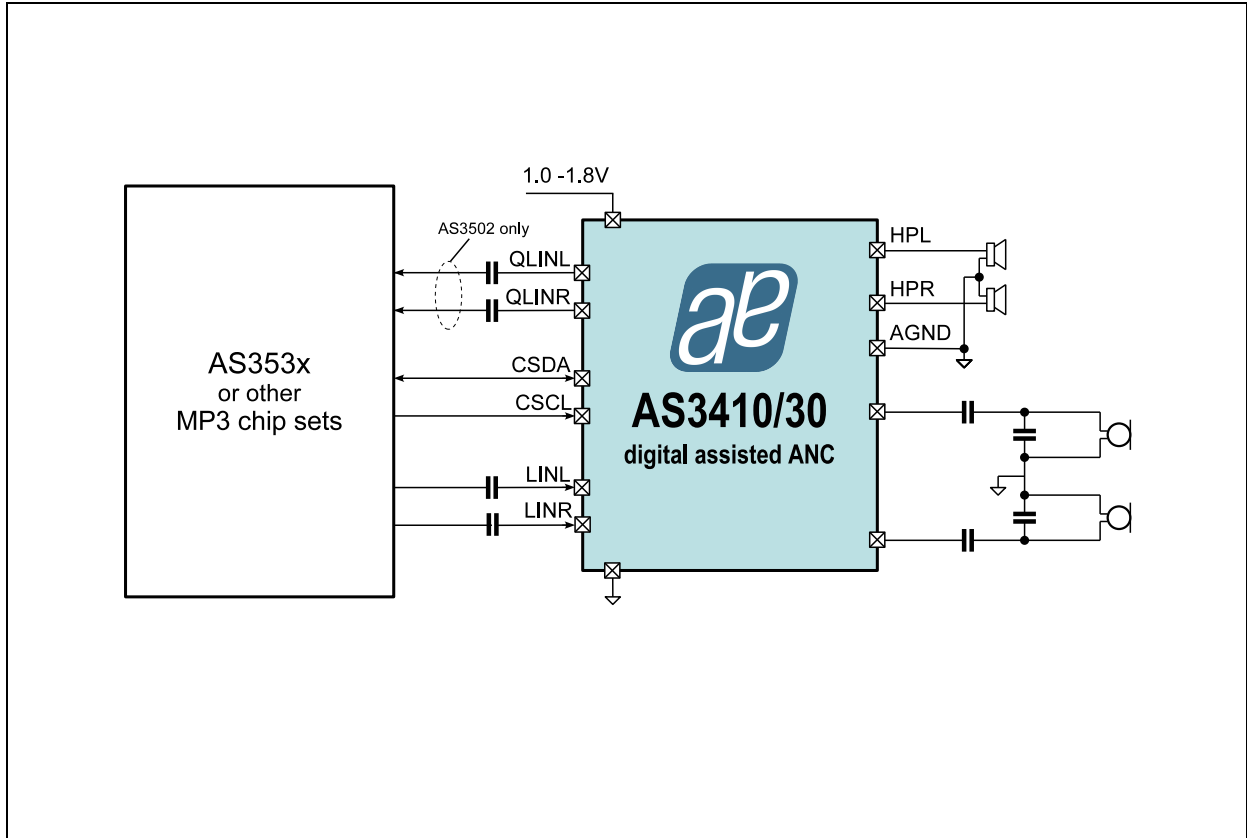 1.0 -1.8V
AS3502 only
QLINL
QLINR
CSDA
CSCL
LINL
LINR
AS353x
or other
MP3 chip sets
ae
AS3410/30
digital assisted ANC
HPL
HPR
AGND